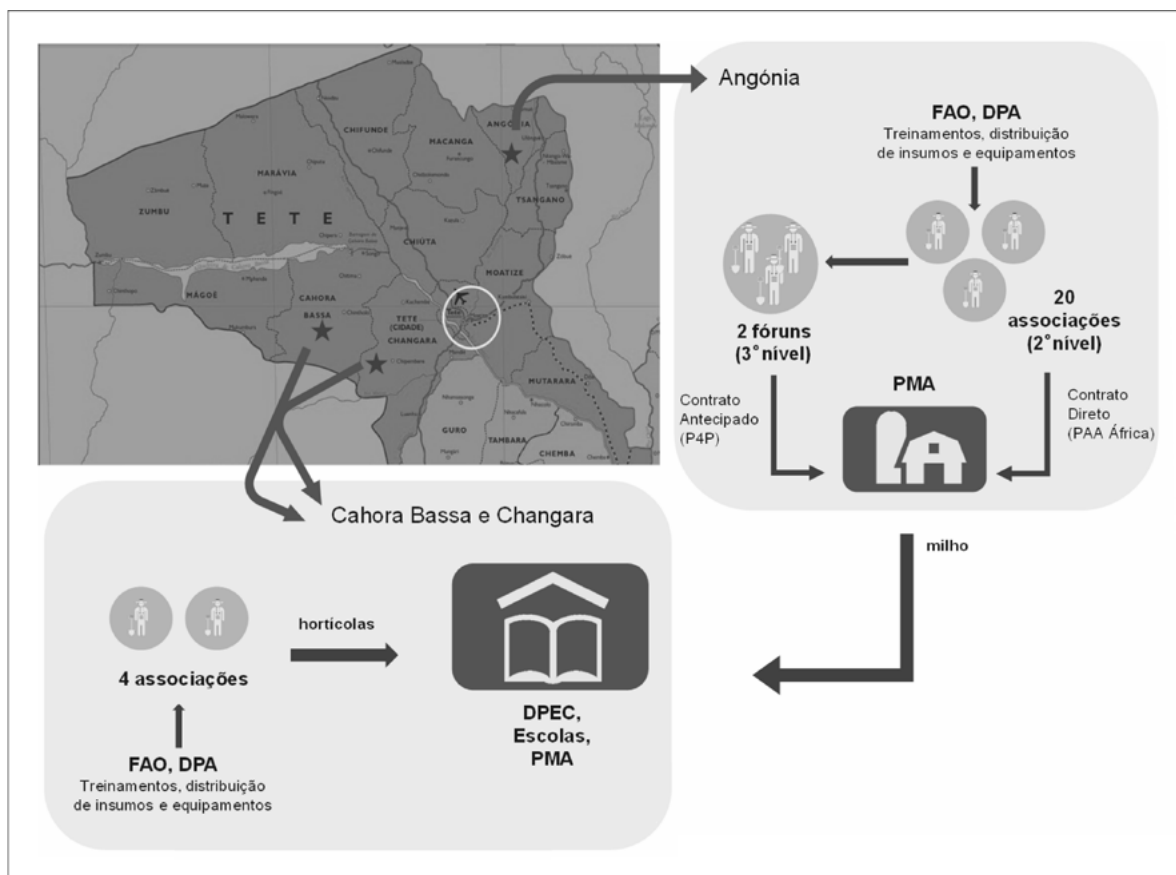 Angónia
FAO, DPA
Treinamentos, distribuição
de insumos e equipamentos
20
associações
(2°nível)
2 fóruns
(3°nível)
Contrato
Antecipado
(P4P)
PMA
Contrato
Direto
(PAA África)
milho
Cahora Bassa e Changara
hortícolas
4 associações
FAO, DPA
Treinamentos, distribuição
de insumos e equipamentos
DPEC,
Escolas,
PMA
CHIFUNDE
MACANGA
ANGÓNIA
MARÁVIA
TSANGANO
ZUMBU
TETE
CHIÚTA
MOATIZE
MÁGOÈ
CAHORA
BASSA
TETE
(CIDADE)
CHANGARA
MUTARARA
GURO
TAMBARA
CHEMBA